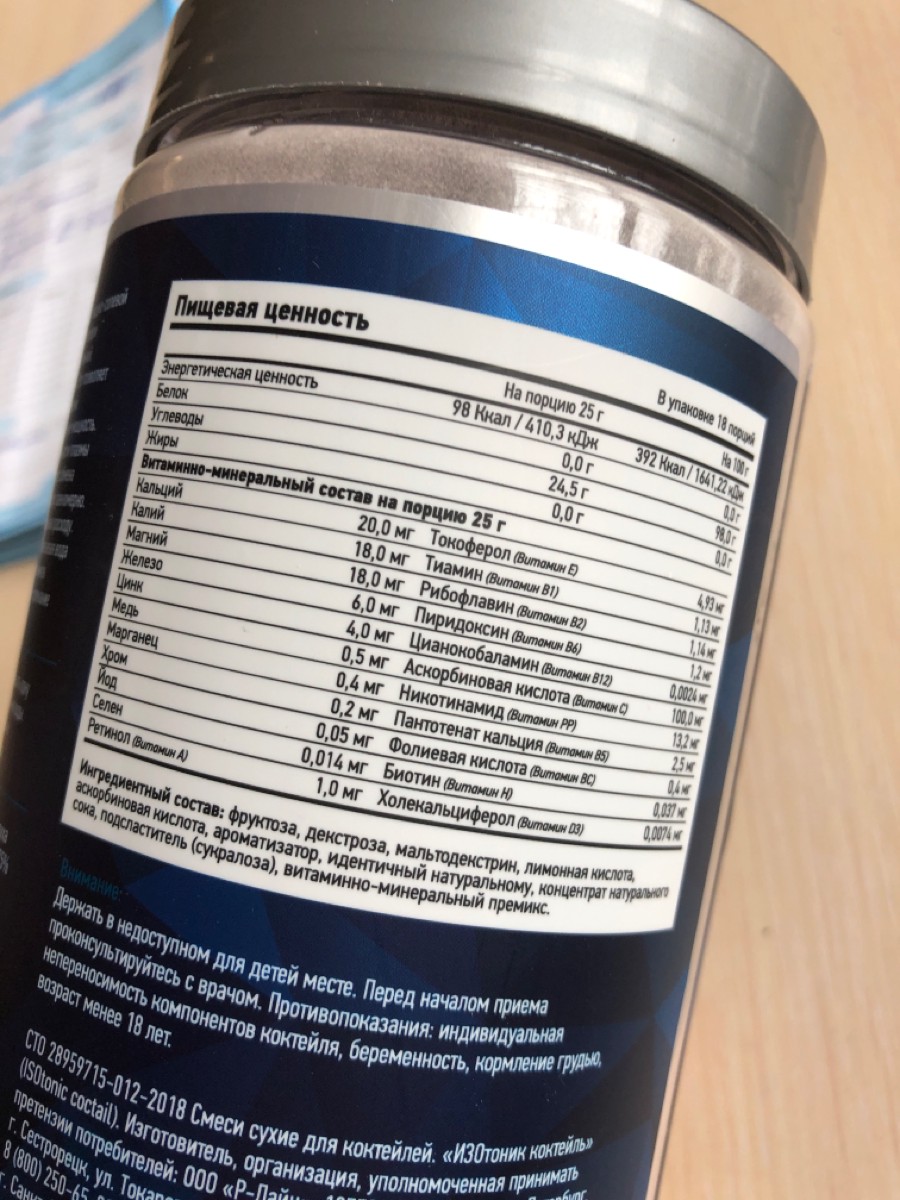 Пищевая ценность
В упаковке 18 порций
На порцию 25 г На 100 г
Энергетическая ценность 98 Ккал / 410,3 кДж 392 Ккал / 1641,22 кДж
Белок 0,0 г 0,0 г
Углеводы 24,5 г 98,0 г
Жиры 0,0 г 0,0 г
Витаминно-минеральный состав на порцию 25 г
Кальций 20,0 мг Токоферол (Витамин E) 4,93 мг
Калий 18,0 мг Тиамин (Витамин B1) 1,13 мг
Магний 18,0 мг Рибофлавин (Витамин B2) 1,14 мг
Железо 6,0 мг Пиридоксин (Витамин B6) 1,2 мг
Цинк 4,0 мг Цианокобаламин (Витамин B12) 0,0024 мг
Медь 0,5 мг Аскорбиновая кислота (Витамин C) 100,0 мг
Марганец 0,4 мг Никотинамид (Витамин PP) 13,2 мг
Хром 0,2 мг Пантотенат кальция (Витамин B5) 2,5 мг
Йод 0,05 мг Фолиевая кислота (Витамин BC) 0,4 мг
Селен 0,014 мг Биотин (Витамин H) 0,037 мг
Ретинол (Витамин A) 1,0 мг Холекальциферол (Витамин D3) 0,0074 мг
Ингредиентный состав: фруктоза, декстроза, мальтодекстрин, лимонная кислота,
аскорбиновая кислота, ароматизатор, идентичный натуральному, концентрат натурального
сока, подсластитель (сукралоза), витаминно-минеральный премикс.
Внимание:
Держать в недоступном для детей месте. Перед началом приема
проконсультируйтесь с врачом. Противопоказания: индивидуальная
непереносимость компонентов коктейля, беременность, кормление грудью,
возраст менее 18 лет.
СТО 28959715-012-2018 Смеси сухие для коктейлей. «ИЗОтоник коктейль»
(ISOtonic coctail). Изготовитель, организация, уполномоченная принимать
претензии потребителей: ООО «Р-Лайн»
г. Сестрорецк, ул.
8 (800) 250-65